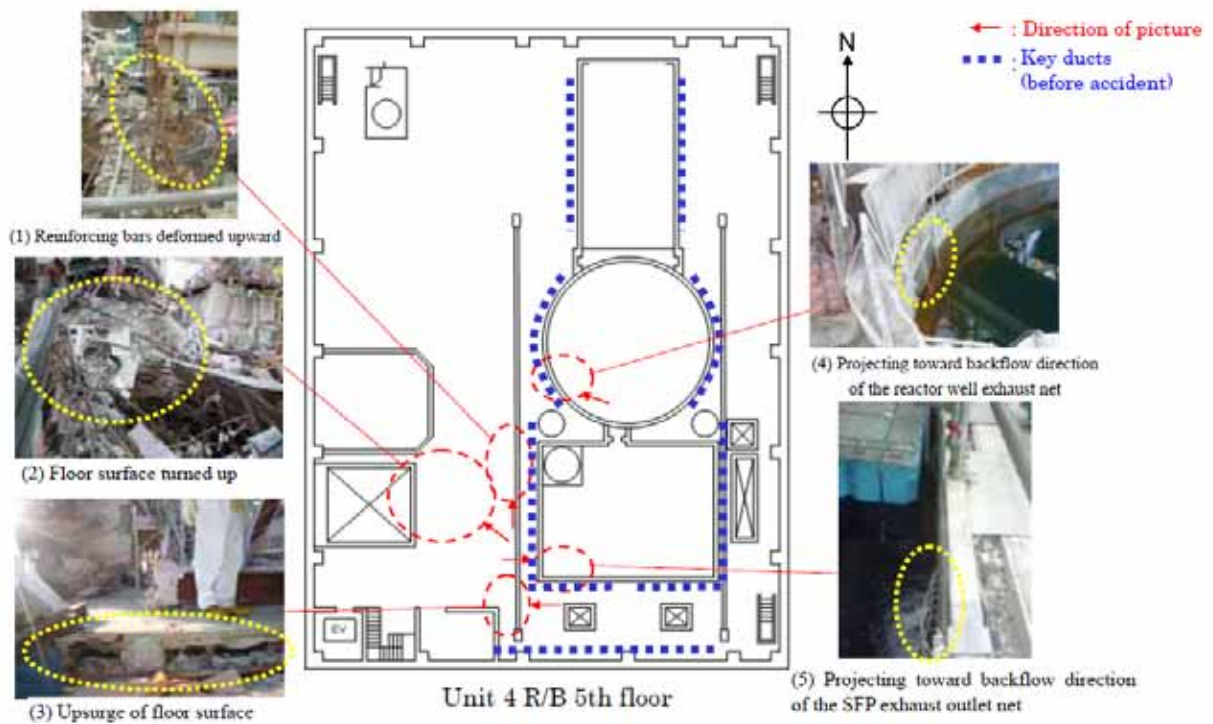 : Direction of picture
: Key ducts
(before accident)
N
(1) Reinforcing bars deformed upward
(2) Floor surface turned up
(3) Upsurge of floor surface
EV
Unit 4 R/B 5th floor
(4) Projecting toward backflow direction
of the reactor well exhaust net
(5) Projecting toward backflow direction
of the SFP exhaust outlet net